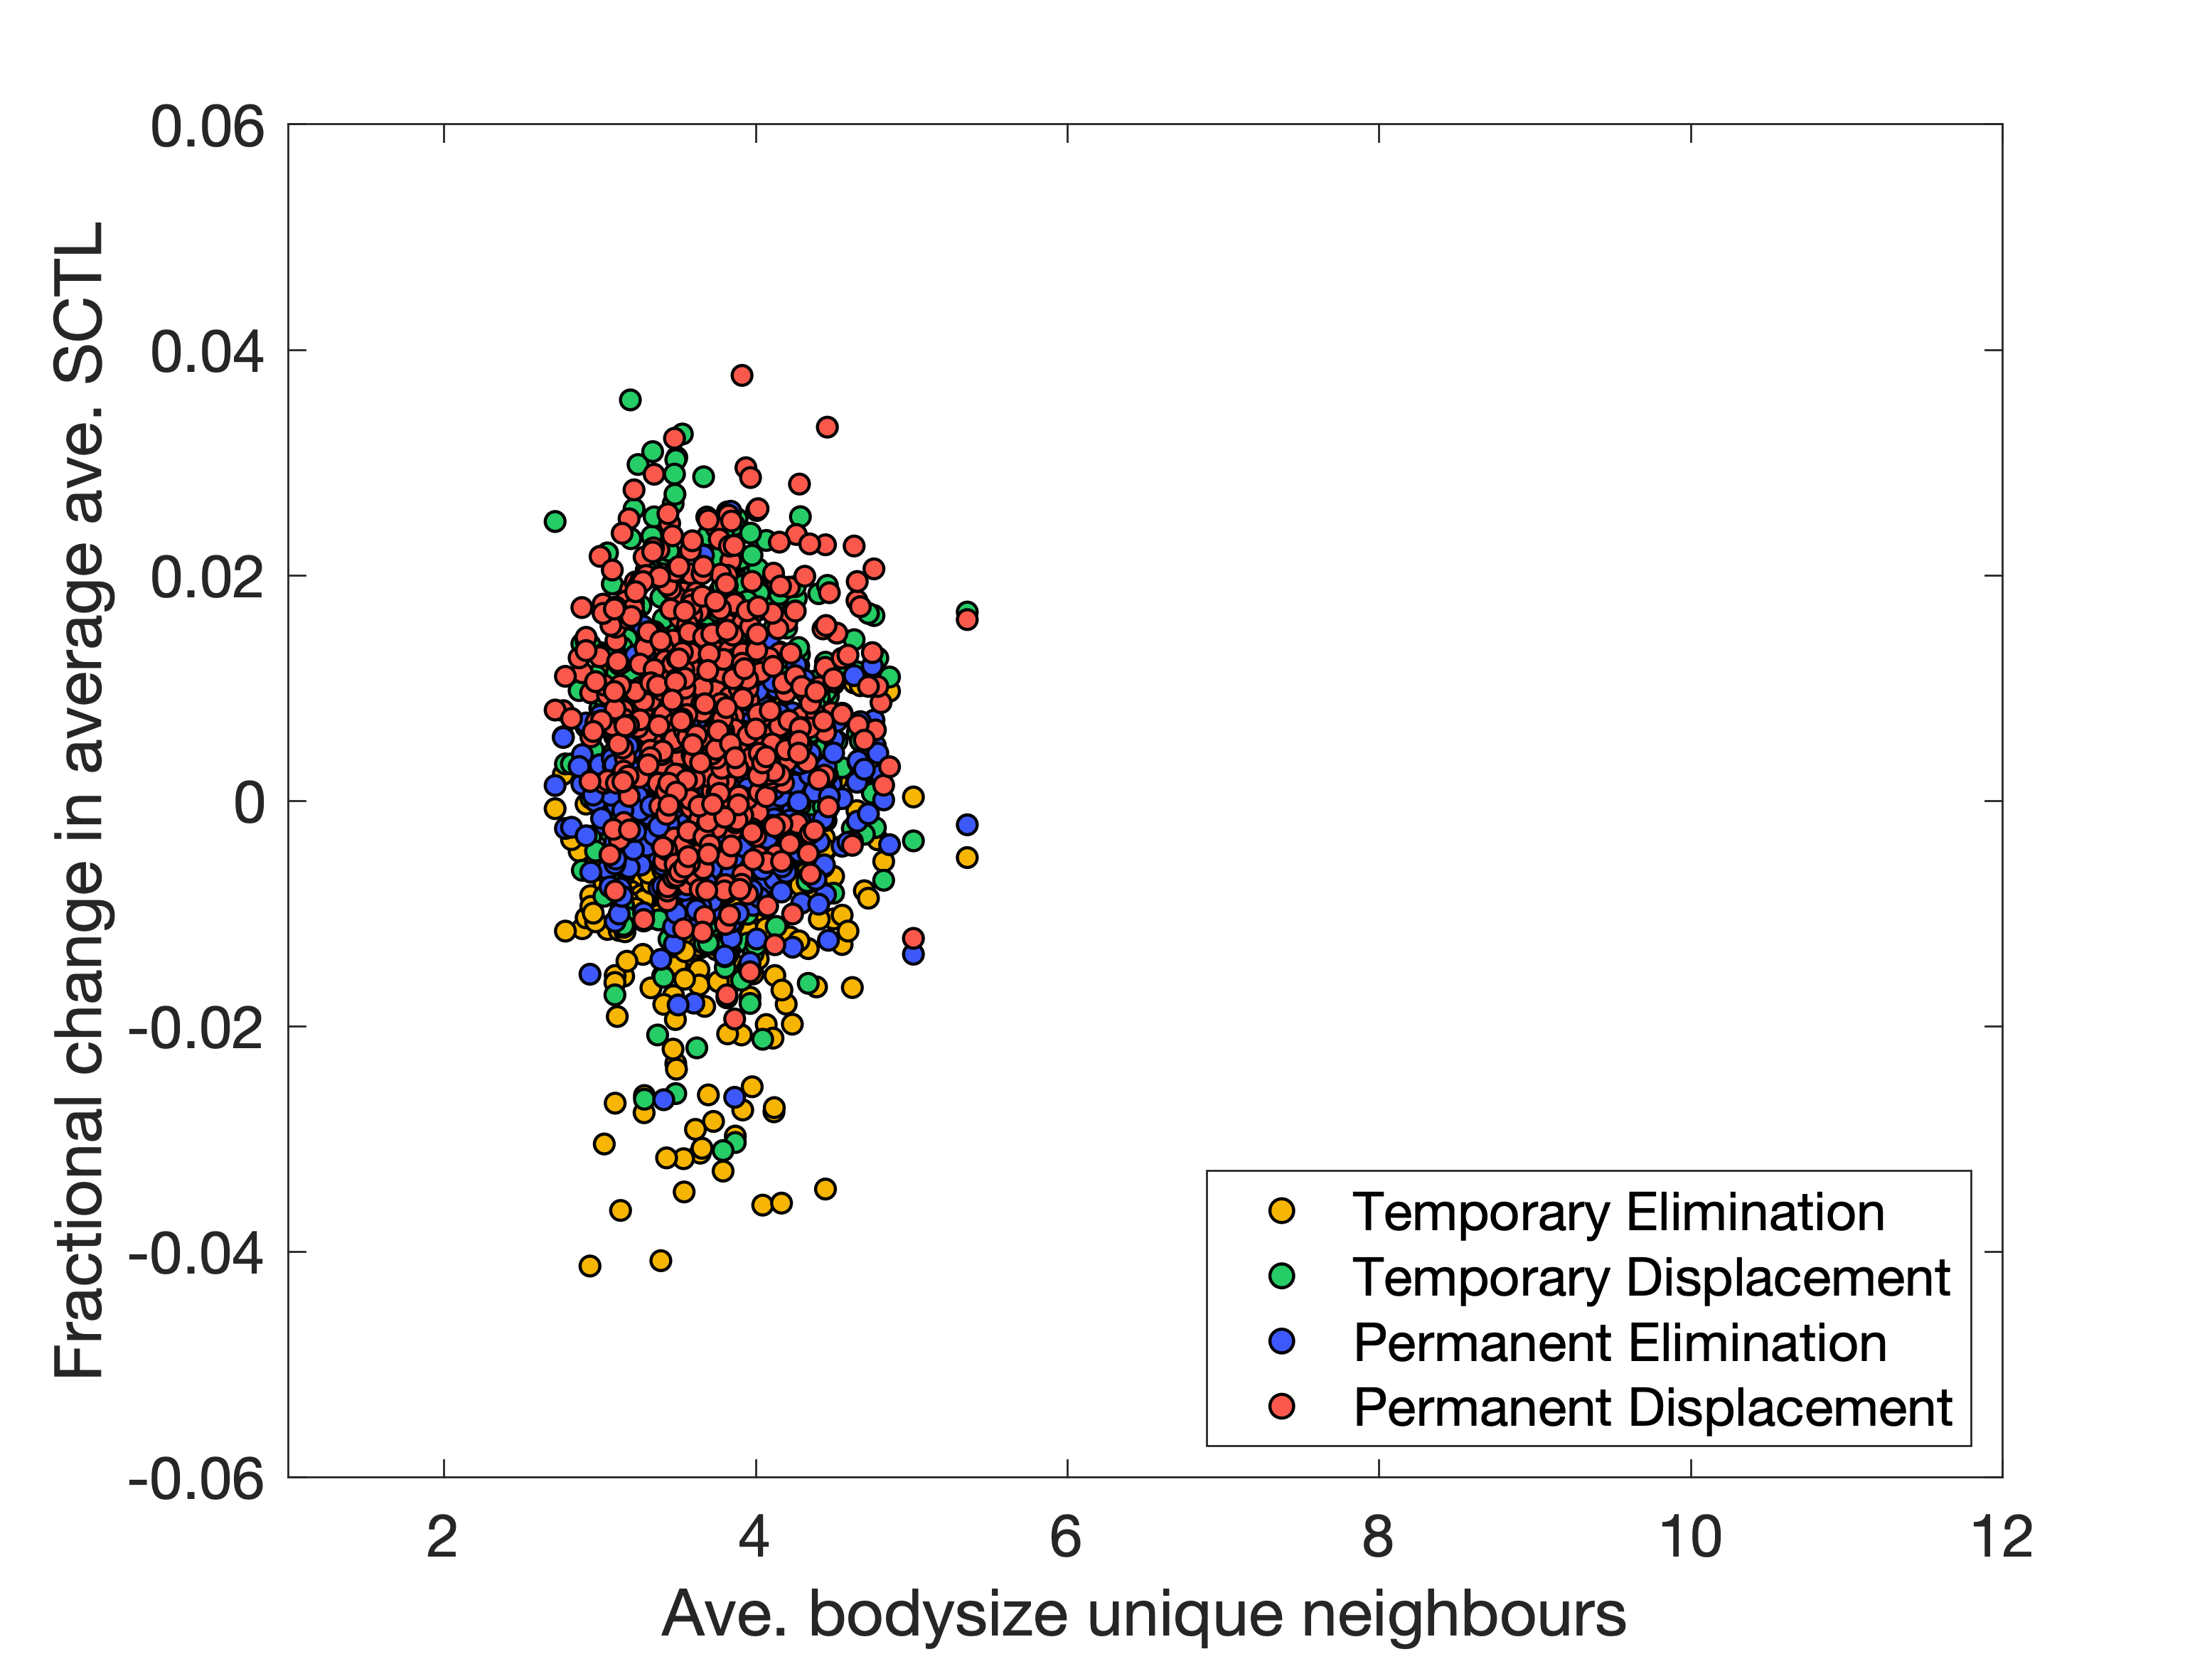 0.06
0.04
0.02
0
-0.02
-0.04
-0.06
Fractional change in average ave. SCTL
2 4 6 8 10 12
Ave. bodysize unique neighbours
Temporary Elimination
Temporary Displacement
Permanent Elimination
Permanent Displacement